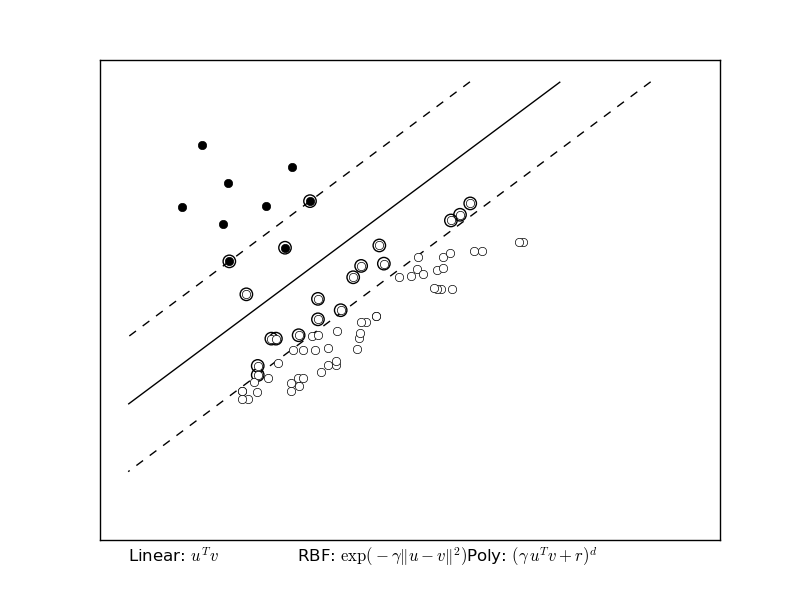 Linear: $u^T v$ RBF: $\exp(-\gamma \| u-v \|^2)$Poly: $(\gamma \, u^T v + r)^d$